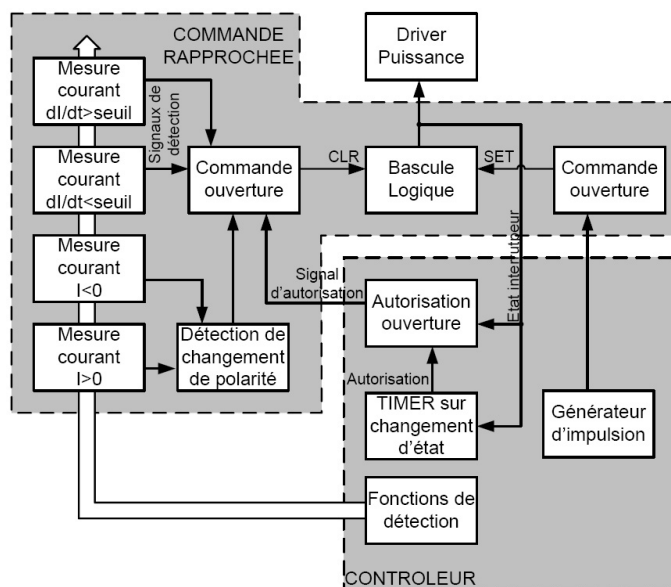 COMMANDE
RAPPROCHEE
Driver
Puissance
Mesure
courant
dI/dt>seuil
Signaux de
détection
Mesure
courant
dI/dt<seuil
Commande
ouverture
CLR
Bascule
Logique
SET
Commande
ouverture
Mesure
courant
I<0
Signal
d'autorisation
Etat interrutpeur
Autorisation
ouverture
Mesure
courant
I>0
Détection de
changement
de polarité
Autorisation
TIMER sur
changement
d'état
Générateur
d'impulsion
Fonctions de
détection
CONTROLEUR